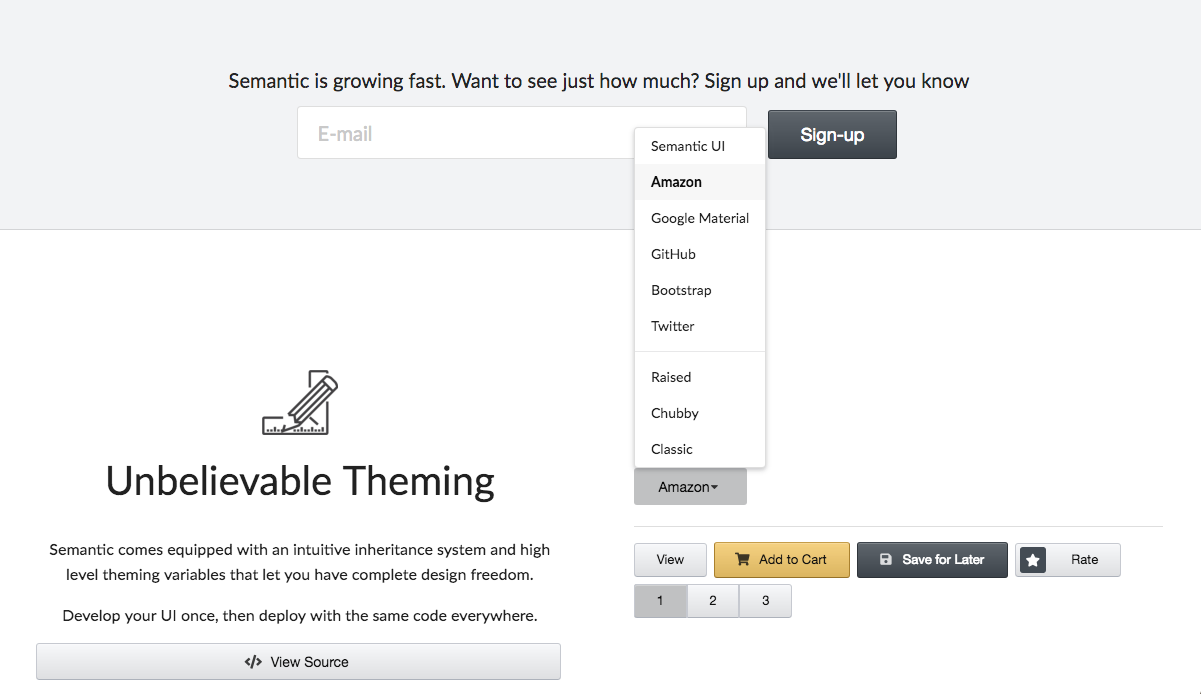 Semantic is growing fast. Want to see just how much? Sign up and we'll let you know
E-mail
Sign-up
Semantic UI
Amazon
Google Material
GitHub
Bootstrap
Twitter
Raised
Chubby
Classic
Amazon
Unbelievable Theming
Semantic comes equipped with an intuitive inheritance system and high
level theming variables that let you have complete design freedom.
Develop your UI once, then deploy with the same code everywhere.
</> View Source
View Add to Cart Save for Later Rate
1 2 3